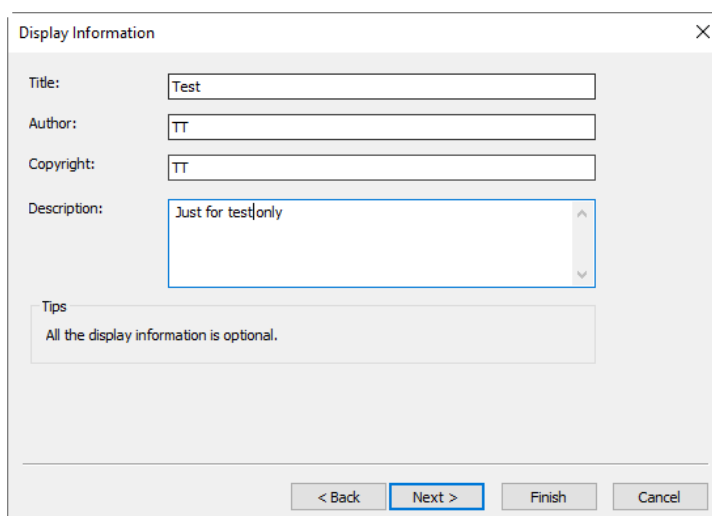 Display Information
Title:
Test
Author:
TT
Copyright:
TT
Description:
Just for test only
Tips
All the display information is optional.
< Back
Next >
Finish
Cancel